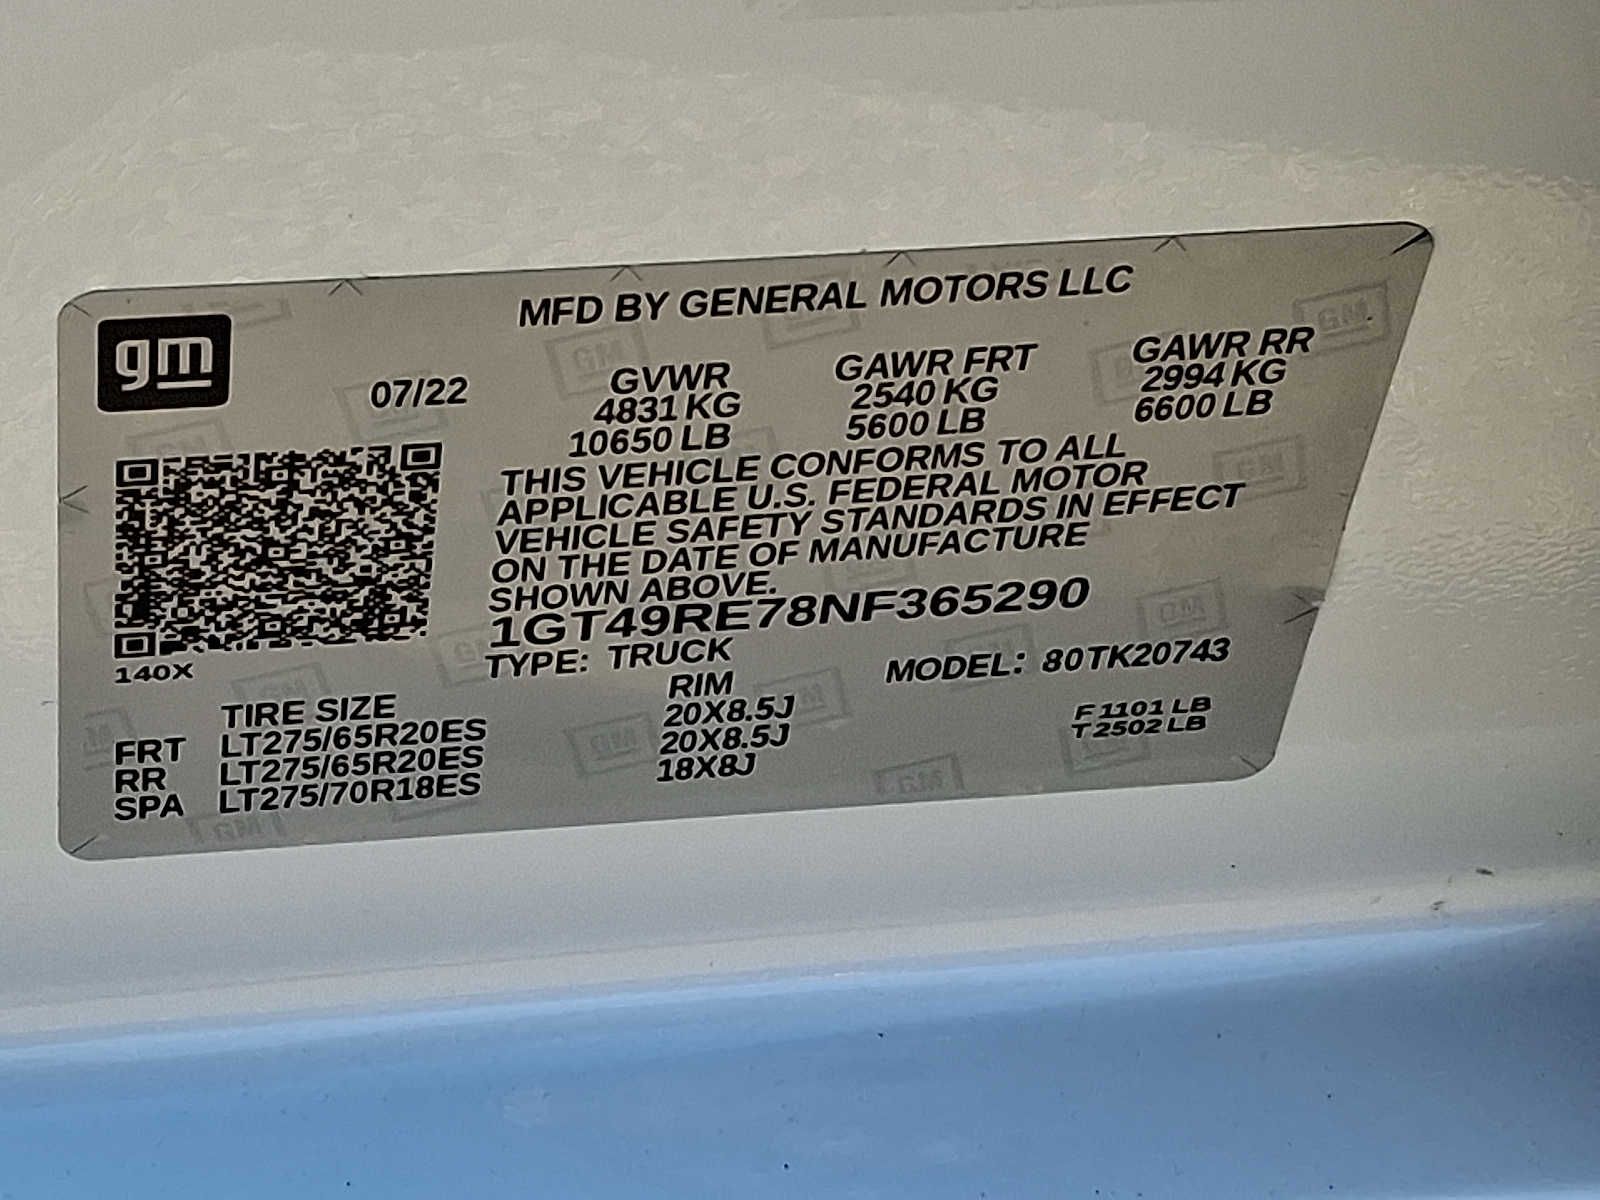 MFD BY GENERAL MOTORS LLC
gm
07/22
GVWR GAWR FRT GAWR RR
4831 KG 2540 KG 2994 KG
10650 LB 5600 LB 6600 LB
THIS VEHICLE CONFORMS TO ALL
APPLICABLE U.S. FEDERAL MOTOR
VEHICLE SAFETY STANDARDS IN EFFECT
ON THE DATE OF MANUFACTURE
SHOWN ABOVE.
1GT49RE78NF365290
140X
TYPE: TRUCK MODEL: 80TK20743
TIRE SIZE RIM
FRT LT275/65R20ES 20X8.5J F 1101 LB
RR LT275/65R20ES 20X8.5J T 2502 LB
SPA LT275/70R18ES 18X8J